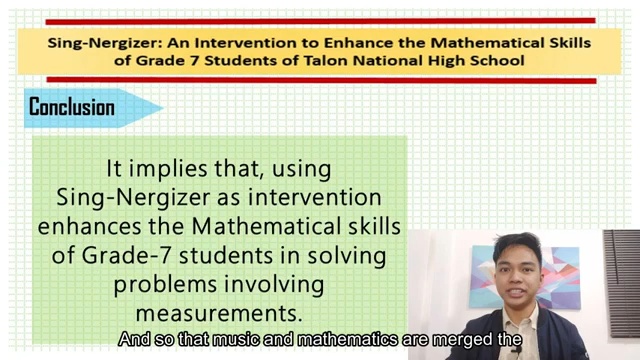 Sing-Nergizer: An Intervention to Enhance the Mathematical Skills
of Grade 7 Students of Talon National High School
Conclusion
It implies that, using
Sing-Nergizer as intervention
enhances the Mathematical skills
of Grade-7 students in solving
problems involving
measurements.
And so that music and mathematics are merged the